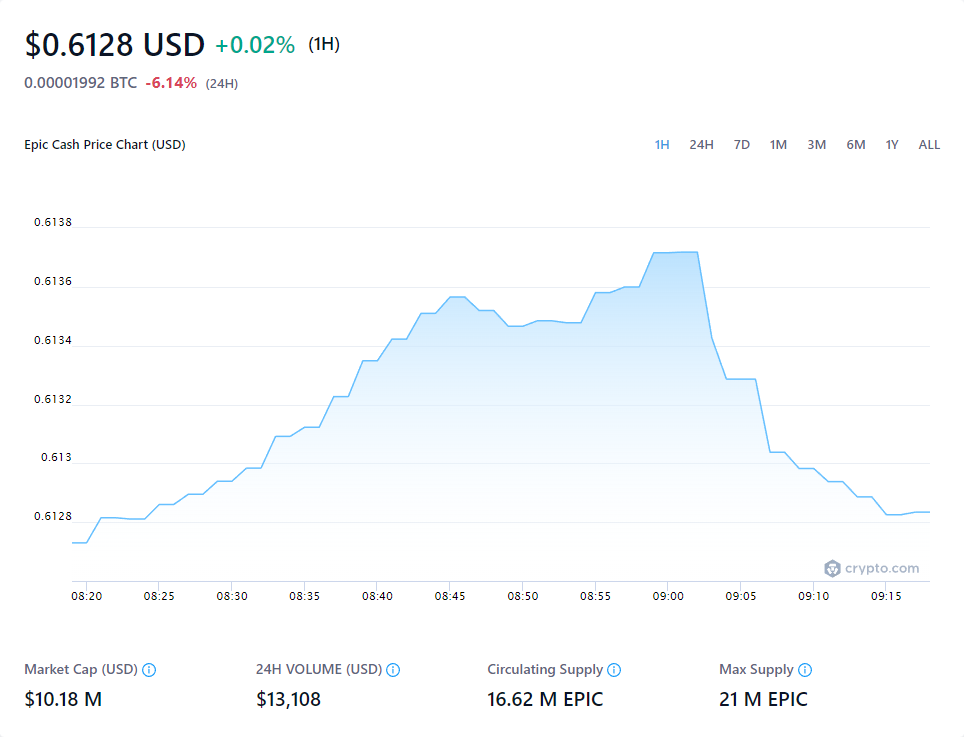 $0.6128 USD +0.02% (1H)
0.00001992 BTC -6.14% (24H)
Epic Cash Price Chart (USD) 1H 24H 7D 1M 3M 6M 1Y ALL
0.6138
0.6136
0.6134
0.6132
0.613
0.6128
crypto.com
08:20 08:25 08:30 08:35 08:40 08:45 08:50 08:55 09:00 09:05 09:10 09:15
Market Cap (USD) 24H VOLUME (USD) Circulating Supply Max Supply
$10.18 M $13,108 16.62 M EPIC 21 M EPIC